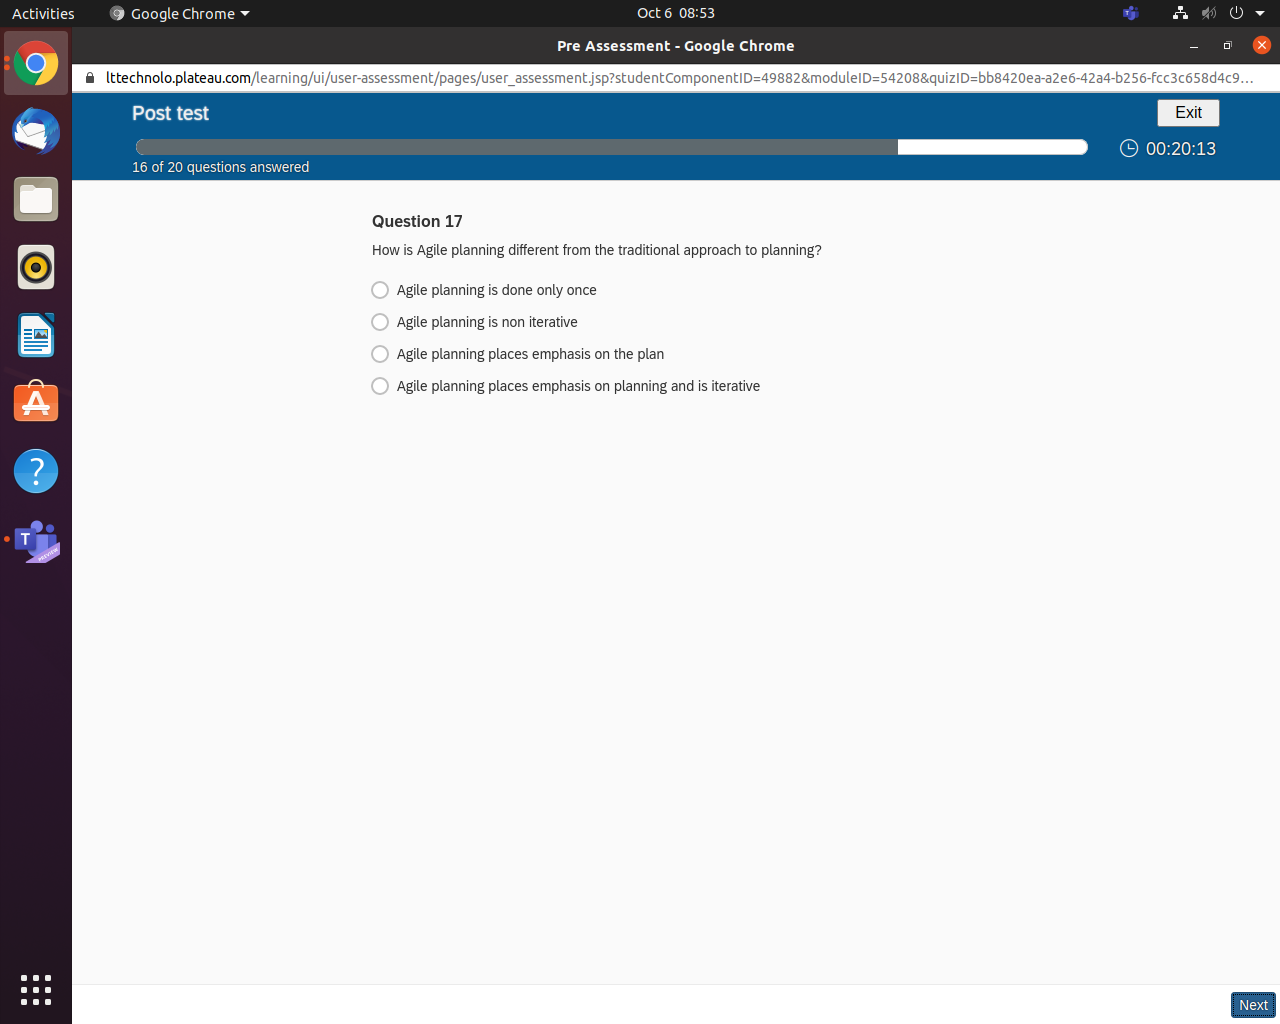 Activities
Google Chrome
Oct 6 08:53
Pre Assessment - Google Chrome
lttechnolo.plateau.com/learning/ui/user-assessment/pages/user_assessment.jsp?studentComponentID=49882&moduleID=54208&quizID=bb8420ea-a2e6-42a4-b256-fcc3c658d4c9...
Post test
Exit
00:20:13
16 of 20 questions answered
Question 17
How is Agile planning different from the traditional approach to planning?
Agile planning is done only once
Agile planning is non iterative
Agile planning places emphasis on the plan
Agile planning places emphasis on planning and is iterative
T
PREVIEW
Next